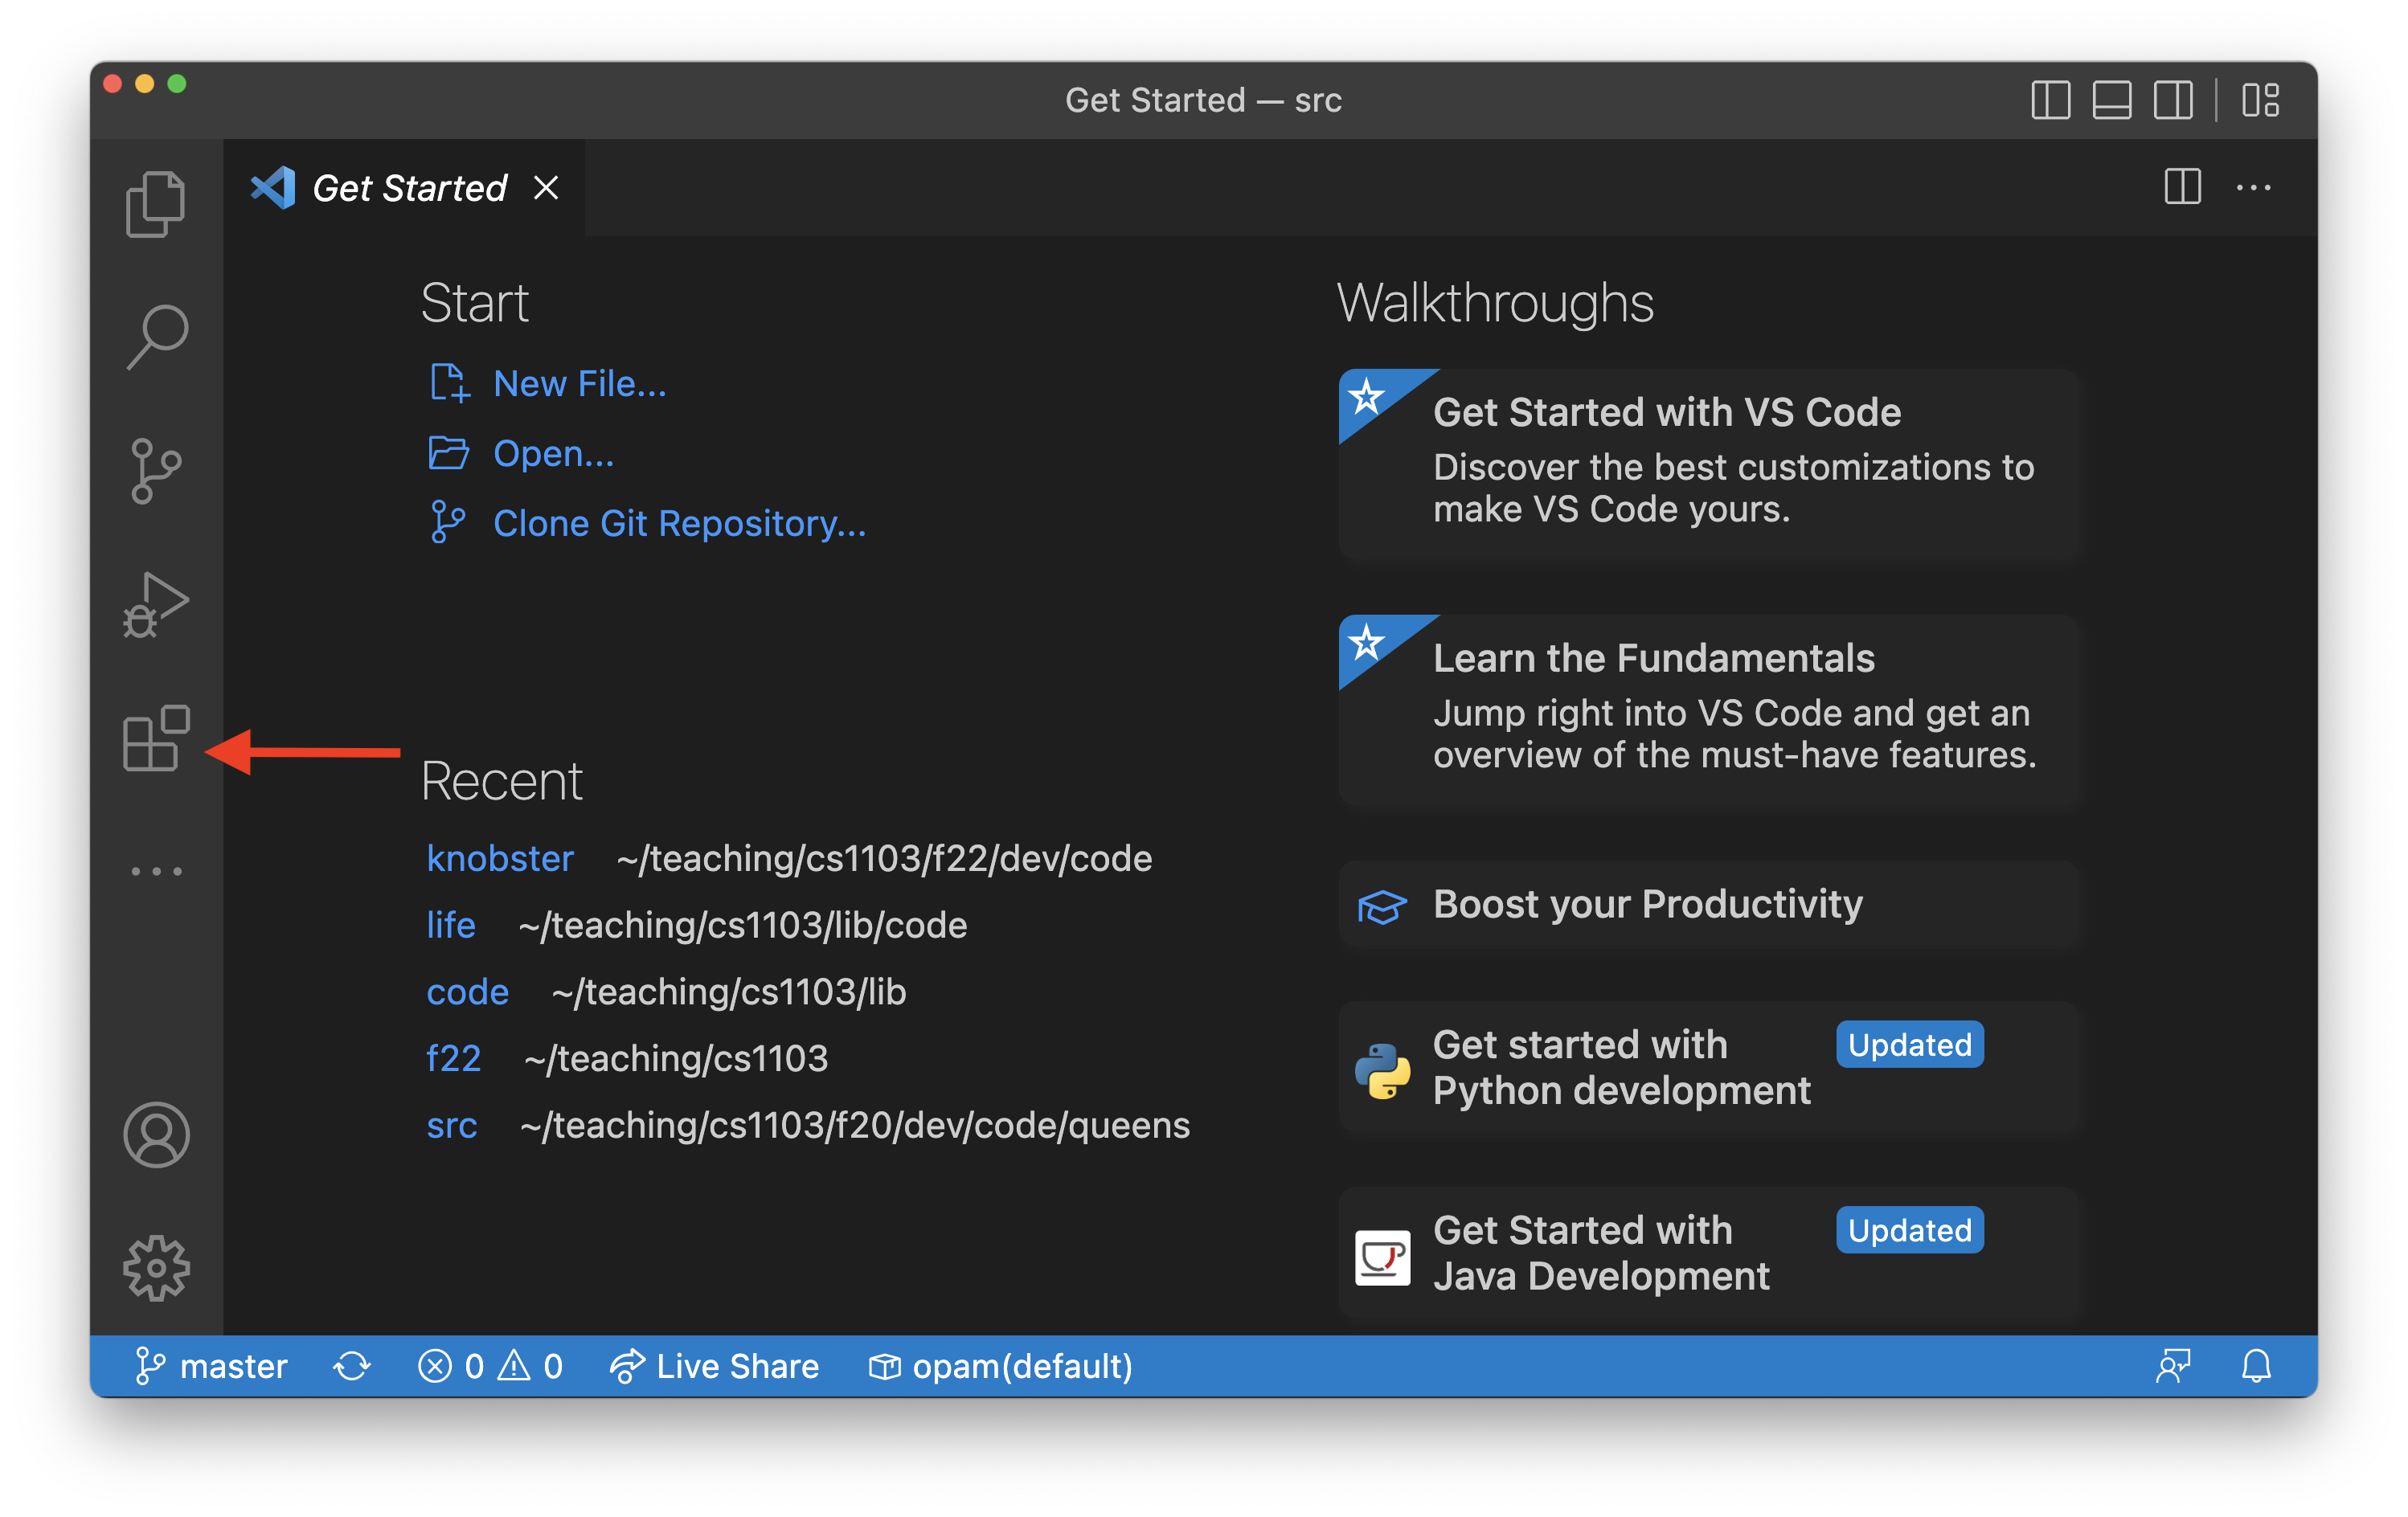 Get Started — src
Get Started
Start
New File...
Open...
Clone Git Repository...
Recent
knobster ~/teaching/cs1103/f22/dev/code
life ~/teaching/cs1103/lib/code
code ~/teaching/cs1103/lib
f22 ~/teaching/cs1103
src ~/teaching/cs1103/f20/dev/code/queens
Walkthroughs
Get Started with VS Code
Discover the best customizations to
make VS Code yours.
Learn the Fundamentals
Jump right into VS Code and get an
overview of the must-have features.
Boost your Productivity
Get started with
Python development
Updated
Get Started with
Java Development
Updated
master 0 0 Live Share opam(default)